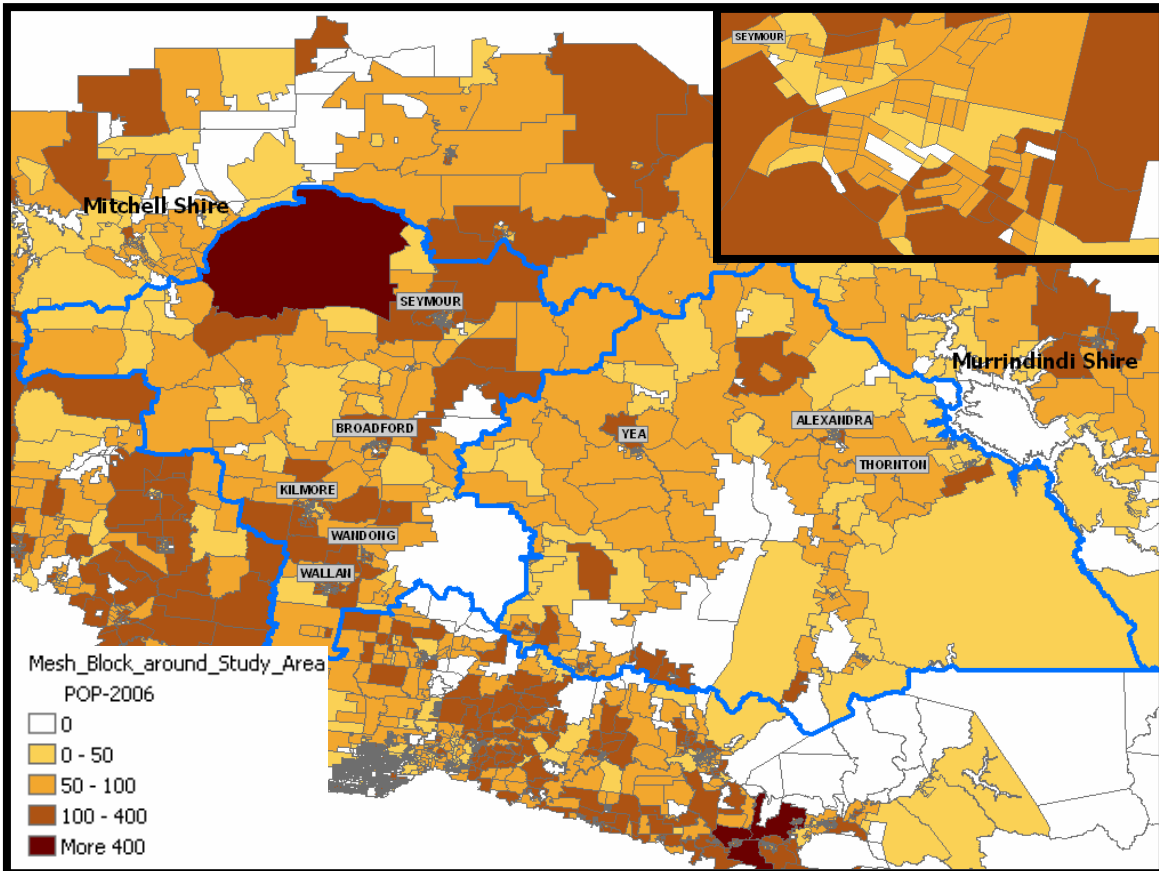 SEYMOUR
Mitchell Shire
SEYMOUR
Murrindindi Shire
BROADFORD
YEA
ALEXANDRA
THORNTON
KILMORE
WANDONG
WALLAN
Mesh_Block_around_Study_Area
POP-2006
0
0 - 50
50 - 100
100 - 400
More 400